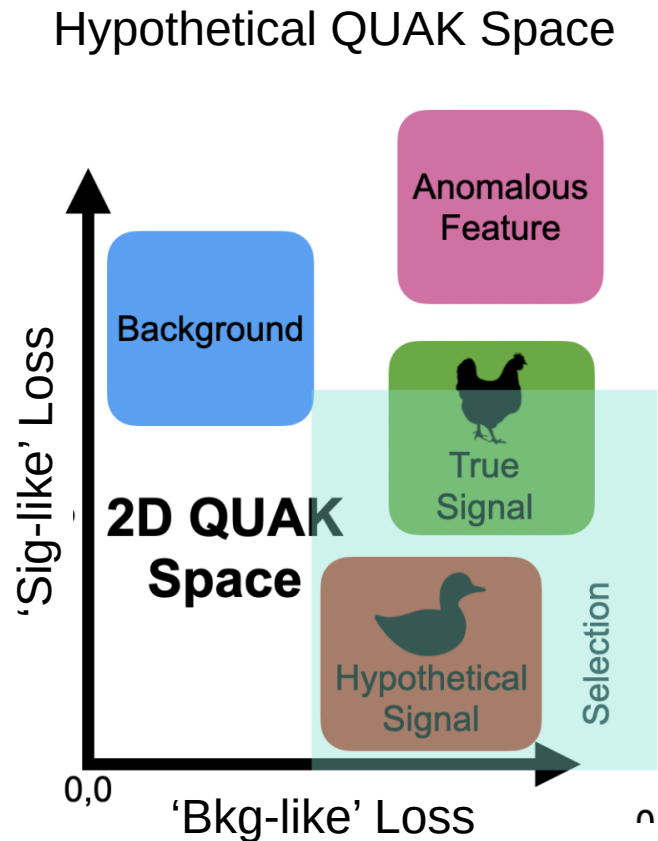 Hypothetical QUAK Space
Anomalous
Feature
Background
True
Signal
2D QUAK
Space
Hypothetical
Signal
Selection
‘Sig-like’ Loss
0,0
‘Bkg-like’ Loss